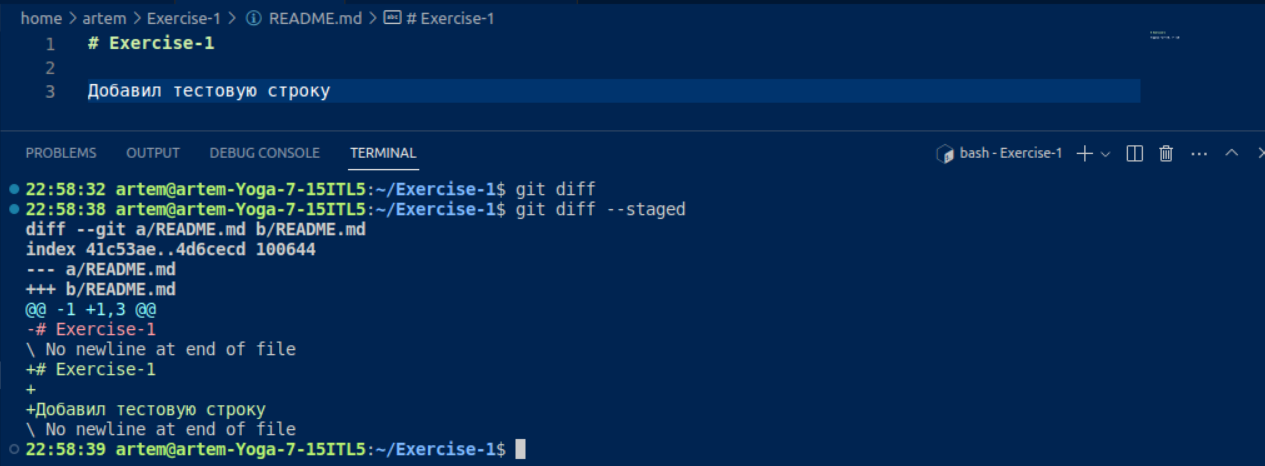 home > artem > Exercise-1 > README.md > # Exercise-1
1 # Exercise-1
2
3 Добавил тестовую строку
PROBLEMS OUTPUT DEBUG CONSOLE TERMINAL bash - Exercise-1
22:58:32 artem@artem-Yoga-7-15ITL5:~/Exercise-1$ git diff
22:58:38 artem@artem-Yoga-7-15ITL5:~/Exercise-1$ git diff --staged
diff --git a/README.md b/README.md
index 41c53ae..4d6cecd 100644
--- a/README.md
+++ b/README.md
@@ -1 +1,3 @@
-# Exercise-1
\ No newline at end of file
+# Exercise-1
+
+Добавил тестовую строку
\ No newline at end of file
22:58:39 artem@artem-Yoga-7-15ITL5:~/Exercise-1$